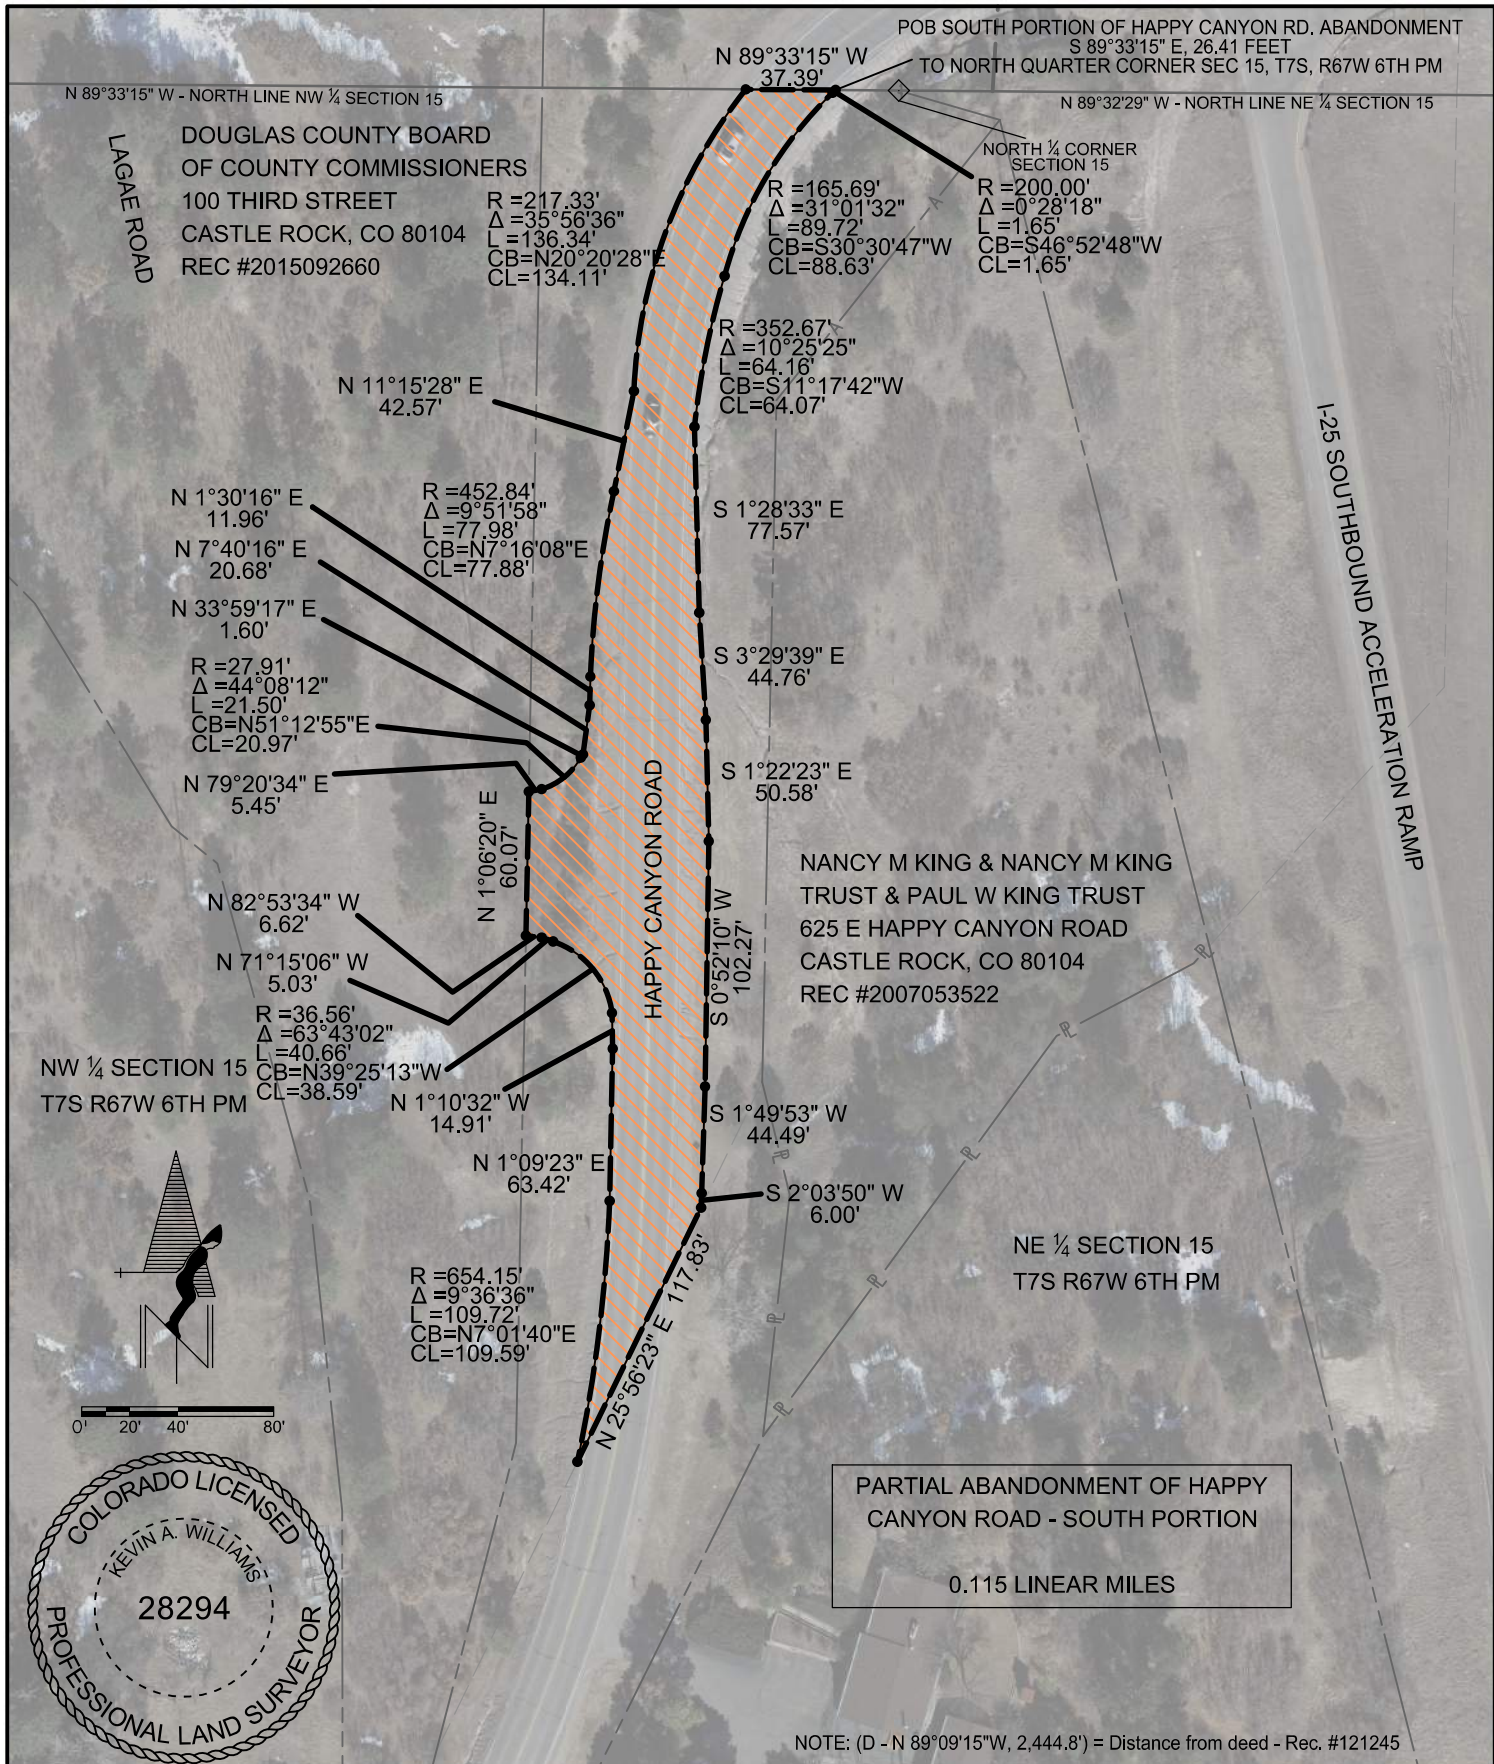 POB SOUTH PORTION OF HAPPY CANYON RD. ABANDONMENT
S 89°33'15" E, 26.41 FEET
TO NORTH QUARTER CORNER SEC 15, T7S, R67W 6TH PM
N 89°33'15" W
37.39'
N 89°33'15" W - NORTH LINE NW ¼ SECTION 15
N 89°32'29" W - NORTH LINE NE ¼ SECTION 15
NORTH ¼ CORNER
SECTION 15
LAGAE ROAD
DOUGLAS COUNTY BOARD
OF COUNTY COMMISSIONERS
100 THIRD STREET
CASTLE ROCK, CO 80104
REC #2015092660
R =217.33'
Δ =35°56'36"
L =136.34'
CB=N20°20'28"E
CL=134.11'
R =165.69'
Δ =31°01'32"
L =89.72'
CB=S30°30'47"W
CL=88.63'
R =200.00'
Δ =0°28'18"
L =1.65'
CB=S46°52'48"W
CL=1.65'
R =352.67'
Δ =10°25'25"
L =64.16'
CB=S11°17'42"W
CL=64.07'
N 11°15'28" E
42.57'
I-25 SOUTHBOUND ACCELERATION RAMP
N 1°30'16" E
11.96'
R =452.84'
Δ =9°51'58"
L =77.98'
CB=N7°16'08"E
CL=77.88'
S 1°28'33" E
77.57'
N 7°40'16" E
20.68'
N 33°59'17" E
1.60'
S 3°29'39" E
44.76'
R =27.91'
Δ =44°08'12"
L =21.50'
CB=N51°12'55"E
CL=20.97'
N 79°20'34" E
5.45'
S 1°22'23" E
50.58'
N 1°06'20" E
60.07'
HAPPY CANYON ROAD
S 0°52'10" W
102.27'
NANCY M KING & NANCY M KING
TRUST & PAUL W KING TRUST
625 E HAPPY CANYON ROAD
CASTLE ROCK, CO 80104
REC #2007053522
N 82°53'34" W
6.62'
N 71°15'06" W
5.03'
R =36.56'
Δ =63°43'02"
L =40.66'
CB=N39°25'13"W
CL=38.59'
NW ¼ SECTION 15
T7S R67W 6TH PM
N 1°10'32" W
14.91'
S 1°49'53" W
44.49'
N 1°09'23" E
63.42'
S 2°03'50" W
6.00'
NE ¼ SECTION 15
T7S R67W 6TH PM
R =654.15'
Δ =9°36'36"
L =109.72'
CB=N7°01'40"E
CL=109.59'
N 25°56'23" E 117.83'
N
0' 20' 40' 80'
COLORADO LICENSED
KEVIN A. WILLIAMS
28294
PROFESSIONAL LAND SURVEYOR
PARTIAL ABANDONMENT OF HAPPY
CANYON ROAD - SOUTH PORTION
0.115 LINEAR MILES
NOTE: (D - N 89°09'15"W, 2,444.8') = Distance from deed - Rec. #121245